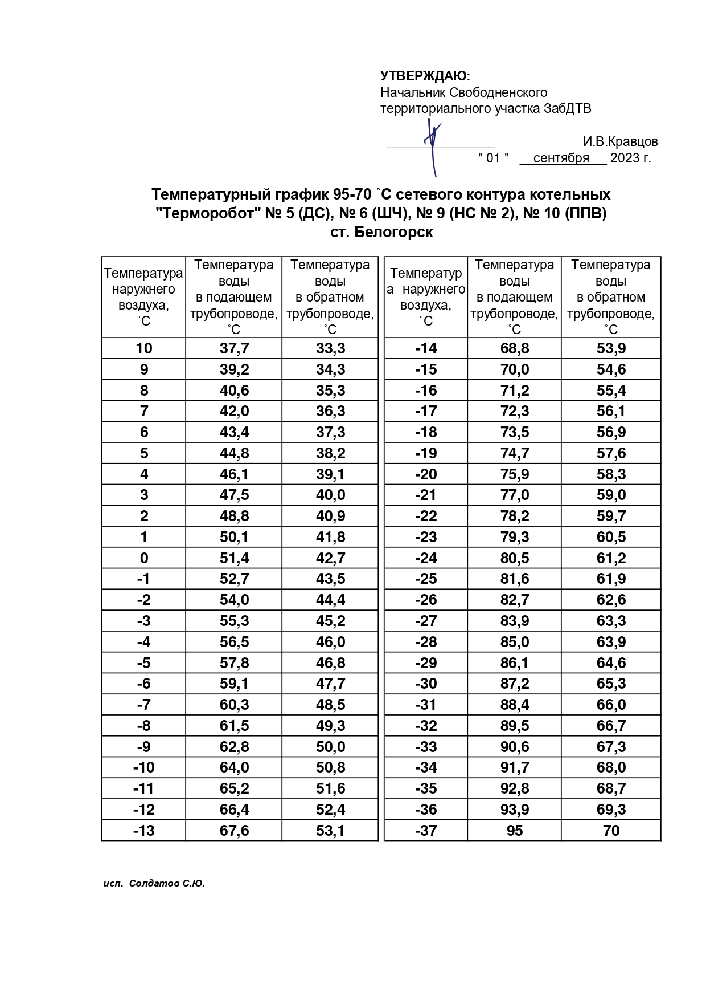 УТВЕРЖДАЮ:
Начальник Свободненского
территориального участка ЗабДТВ
_______________ И.В.Кравцов
" 01 " сентября 2023 г.
Температурный график 95-70 ˚С сетевого контура котельных
"Терморобот" № 5 (ДС), № 6 (ШЧ), № 9 (НС № 2), № 10 (ППВ)
ст. Белогорск
Температура наружнего воздуха, ˚С Температура воды в подающем трубопроводе, ˚С Температура воды в обратном трубопроводе, ˚С Температур а наружнего воздуха, ˚С Температура воды в подающем трубопроводе, ˚С Температура воды в обратном трубопроводе, ˚С
10 37,7 33,3 -14 68,8 53,9
9 39,2 34,3 -15 70,0 54,6
8 40,6 35,3 -16 71,2 55,4
7 42,0 36,3 -17 72,3 56,1
6 43,4 37,3 -18 73,5 56,9
5 44,8 38,2 -19 74,7 57,6
4 46,1 39,1 -20 75,9 58,3
3 47,5 40,0 -21 77,0 59,0
2 48,8 40,9 -22 78,2 59,7
1 50,1 41,8 -23 79,3 60,5
0 51,4 42,7 -24 80,5 61,2
-1 52,7 43,5 -25 81,6 61,9
-2 54,0 44,4 -26 82,7 62,6
-3 55,3 45,2 -27 83,9 63,3
-4 56,5 46,0 -28 85,0 63,9
-5 57,8 46,8 -29 86,1 64,6
-6 59,1 47,7 -30 87,2 65,3
-7 60,3 48,5 -31 88,4 66,0
-8 61,5 49,3 -32 89,5 66,7
-9 62,8 50,0 -33 90,6 67,3
-10 64,0 50,8 -34 91,7 68,0
-11 65,2 51,6 -35 92,8 68,7
-12 66,4 52,4 -36 93,9 69,3
-13 67,6 53,1 -37 95 70
исп. Солдатов С.Ю.